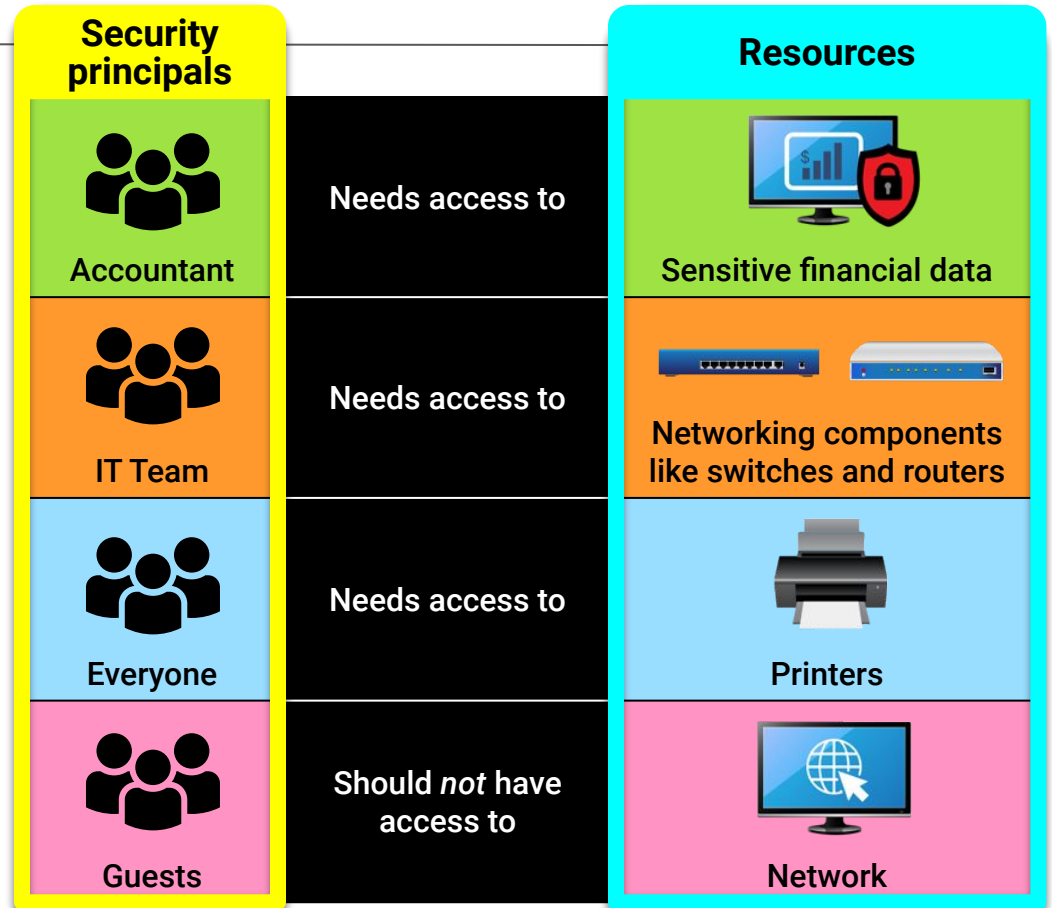 Security
principals
Resources
Accountant
Needs access to
$
Sensitive financial data
IT Team
Needs access to
Networking components
like switches and routers
Everyone
Needs access to
Printers
Guests
Should not have
access to
Network